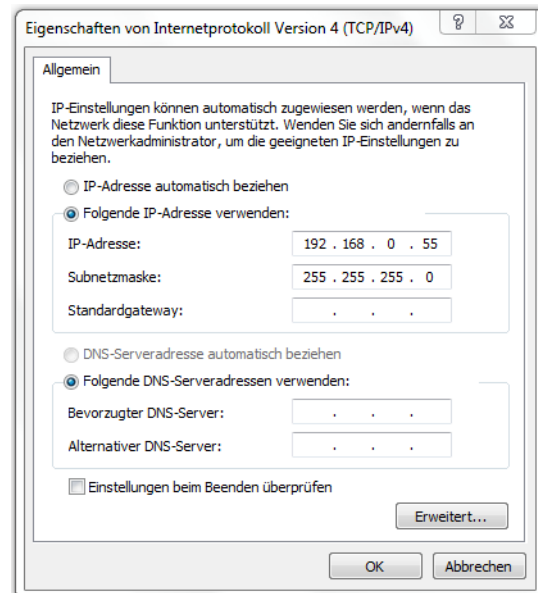 Eigenschaften von Internetprotokoll Version 4 (TCP/IPv4)
Allgemein
IP-Einstellungen können automatisch zugewiesen werden, wenn das
Netzwerk diese Funktion unterstützt. Wenden Sie sich andernfalls an
den Netzwerkadministrator, um die geeigneten IP-Einstellungen zu
beziehen.
IP-Adresse automatisch beziehen
Folgende IP-Adresse verwenden:
IP-Adresse: 192 . 168 . 0 . 55
Subnetzmaske: 255 . 255 . 255 . 0
Standardgateway: . . .
DNS-Serveradresse automatisch beziehen
Folgende DNS-Serveradressen verwenden:
Bevorzugter DNS-Server: . . .
Alternativer DNS-Server: . . .
Einstellungen beim Beenden überprüfen
Erweitert...
OK Abbrechen